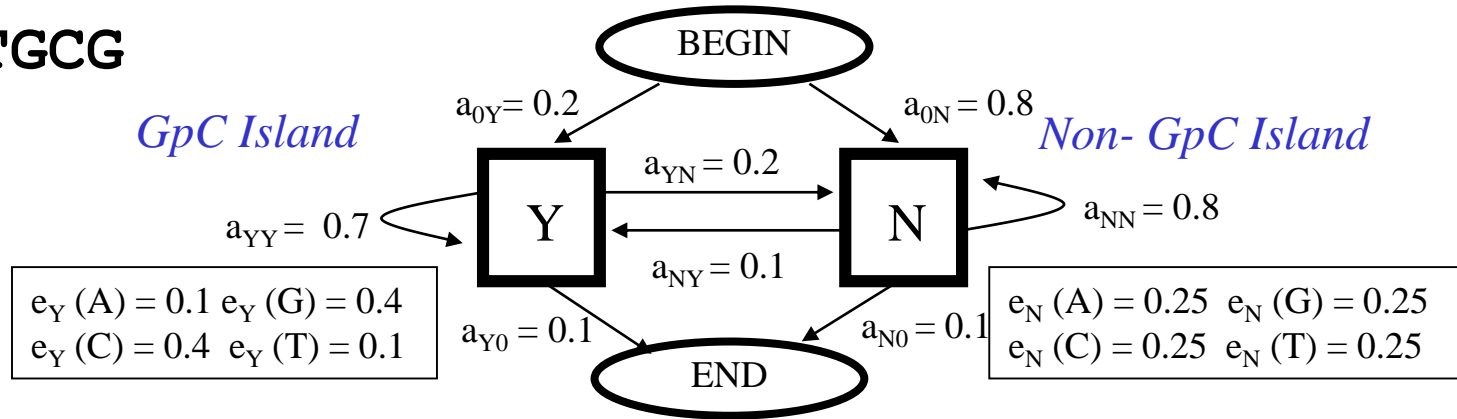 TGCG
BEGIN
a0Y= 0.2
a0N= 0.8
GpC Island
Non- GpC Island
aYN = 0.2
Y
N
aYY = 0.7
aNN = 0.8
aNY = 0.1
eY (A) = 0.1 eY (G) = 0.4
eY (C) = 0.4 eY (T) = 0.1
aY0 = 0.1
aN0 = 0.1
eN (A) = 0.25 eN (G) = 0.25
eN (C) = 0.25 eN (T) = 0.25
END